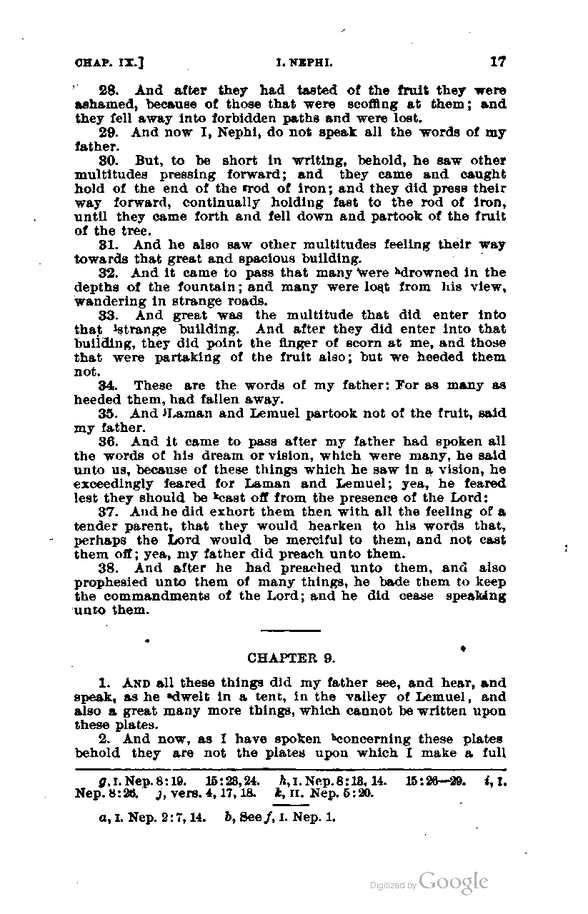 CHAP. IX.] I. NEPHI. 17
28. And after they had tasted of the fruit they were
ashamed, because of those that were scoffing at them; and
they fell away into forbidden paths and were lost.
29. And now I, Nephi, do not speak all the words of my
father.
30. But, to be short in writing, behold, he saw other
multitudes pressing forward; and they came and caught
hold of the end of the ᵍrod of iron; and they did press their
way forward, continually holding fast to the rod of iron,
until they came forth and fell down and partook of the fruit
of the tree.
31. And he also saw other multitudes feeling their way
towards that great and spacious building.
32. And it came to pass that many were ʰdrowned in the
depths of the fountain; and many were lost from his view,
wandering in strange roads.
33. And great was the multitude that did enter into
that ⁱstrange building. And after they did enter into that
building, they did point the finger of scorn at me, and those
that were partaking of the fruit also; but we heeded them
not.
34. These are the words of my father: For as many as
heeded them, had fallen away.
35. And ʲLaman and Lemuel partook not of the fruit, said
my father.
36. And it came to pass after my father had spoken all
the words of his dream or vision, which were many, he said
unto us, because of these things which he saw in a vision, he
exceedingly feared for Laman and Lemuel; yea, he feared
lest they should be ᵏcast off from the presence of the Lord:
37. And he did exhort them then with all the feeling of a
tender parent, that they would hearken to his words that,
perhaps the Lord would be merciful to them, and not cast
them off; yea, my father did preach unto them.
38. And after he had preached unto them, and also
prophesied unto them of many things, he bade them to keep
the commandments of the Lord; and he did cease speaking
unto them.
CHAPTER 9.
1. AND all these things did my father see, and hear, and
speak, as he ᵃdwelt in a tent, in the valley of Lemuel, and
also a great many more things, which cannot be written upon
these plates.
2. And now, as I have spoken ᵇconcerning these plates
behold they are not the plates upon which I make a full
g, I. Nep. 8:19. 15:23, 24. h, I. Nep. 8:13, 14. 15:26—29. i, I.
Nep. 8:26. j, vers. 4, 17, 18. k, II. Nep. 5:20.
a, I. Nep. 2:7, 14. b, See f, I. Nep. 1.
Digitized by Google